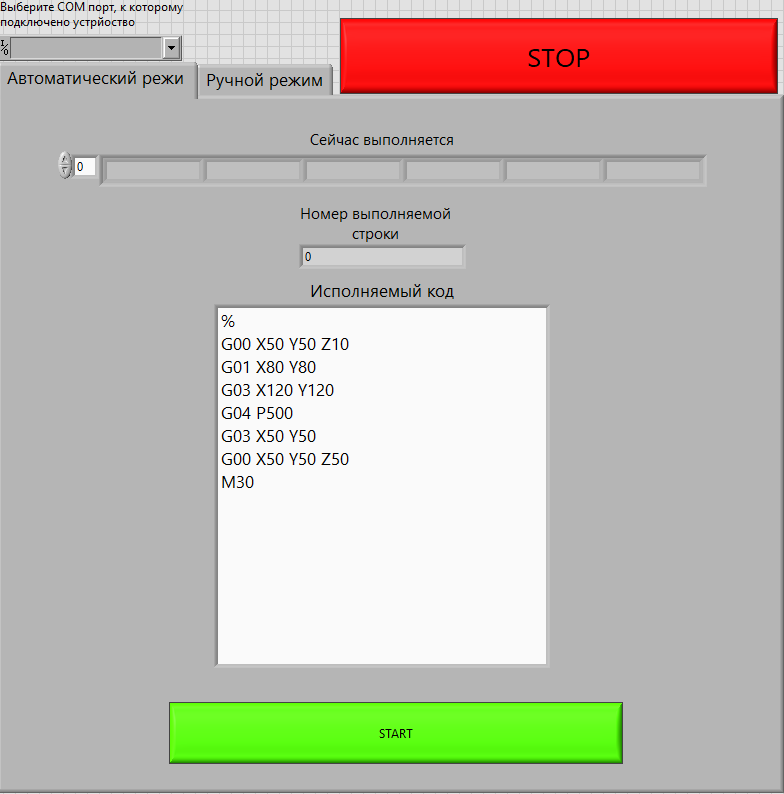 Выберите COM порт, к которому
подключено устрйоство
I/0
STOP
Автоматический режи
Ручной режим
Сейчас выполняется
0
Номер выполняемой
строки
0
Исполняемый код
%
G00 X50 Y50 Z10
G01 X80 Y80
G03 X120 Y120
G04 P500
G03 X50 Y50
G00 X50 Y50 Z50
M30
START